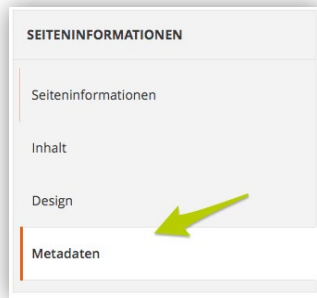 SEITENINFORMATIONEN
Seiteninformationen
Inhalt
Design
Metadaten